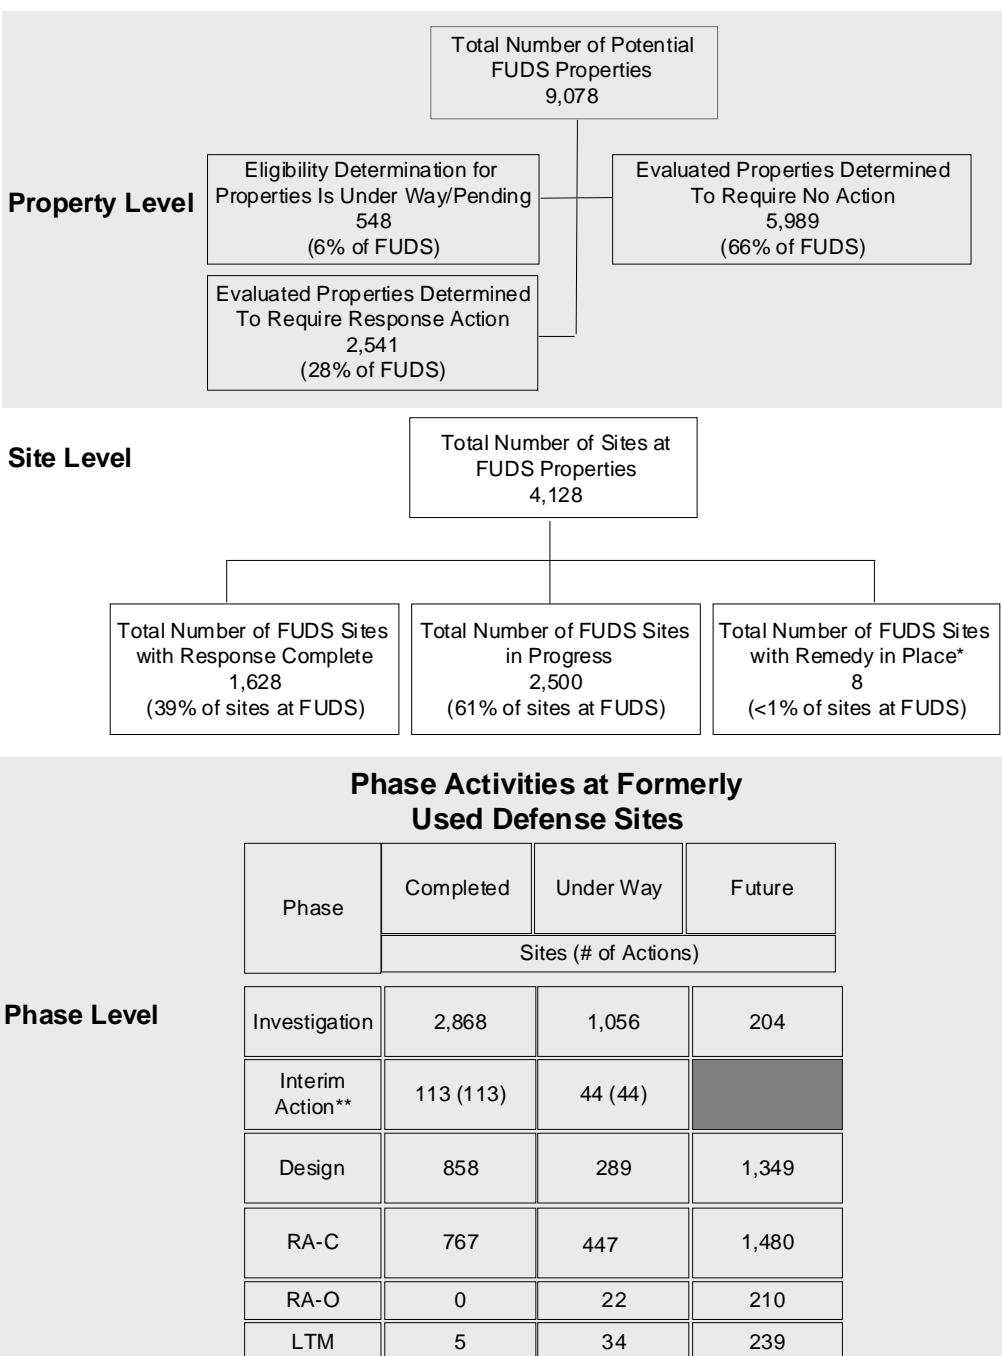 Total Number of Potential
FUDS Properties
9,078
Property Level
Eligibility Determination for
Properties Is Under Way/Pending
548
(6% of FUDS)
Evaluated Properties Determined
To Require No Action
5,989
(66% of FUDS)
Evaluated Properties Determined
To Require Response Action
2,541
(28% of FUDS)
Site Level
Total Number of Sites at
FUDS Properties
4,128
Total Number of FUDS Sites
with Response Complete
1,628
(39% of sites at FUDS)
Total Number of FUDS Sites
in Progress
2,500
(61% of sites at FUDS)
Total Number of FUDS Sites
with Remedy in Place*
8
(<1% of sites at FUDS)
Phase Activities at Formerly
Used Defense Sites
Phase Completed Under Way Future
Sites (# of Actions)
Phase Level
Investigation 2,868 1,056 204
Interim
Action** 113 (113) 44 (44)
Design 858 289 1,349
RA-C 767 447 1,480
RA-O 0 22 210
LTM 5 34 239